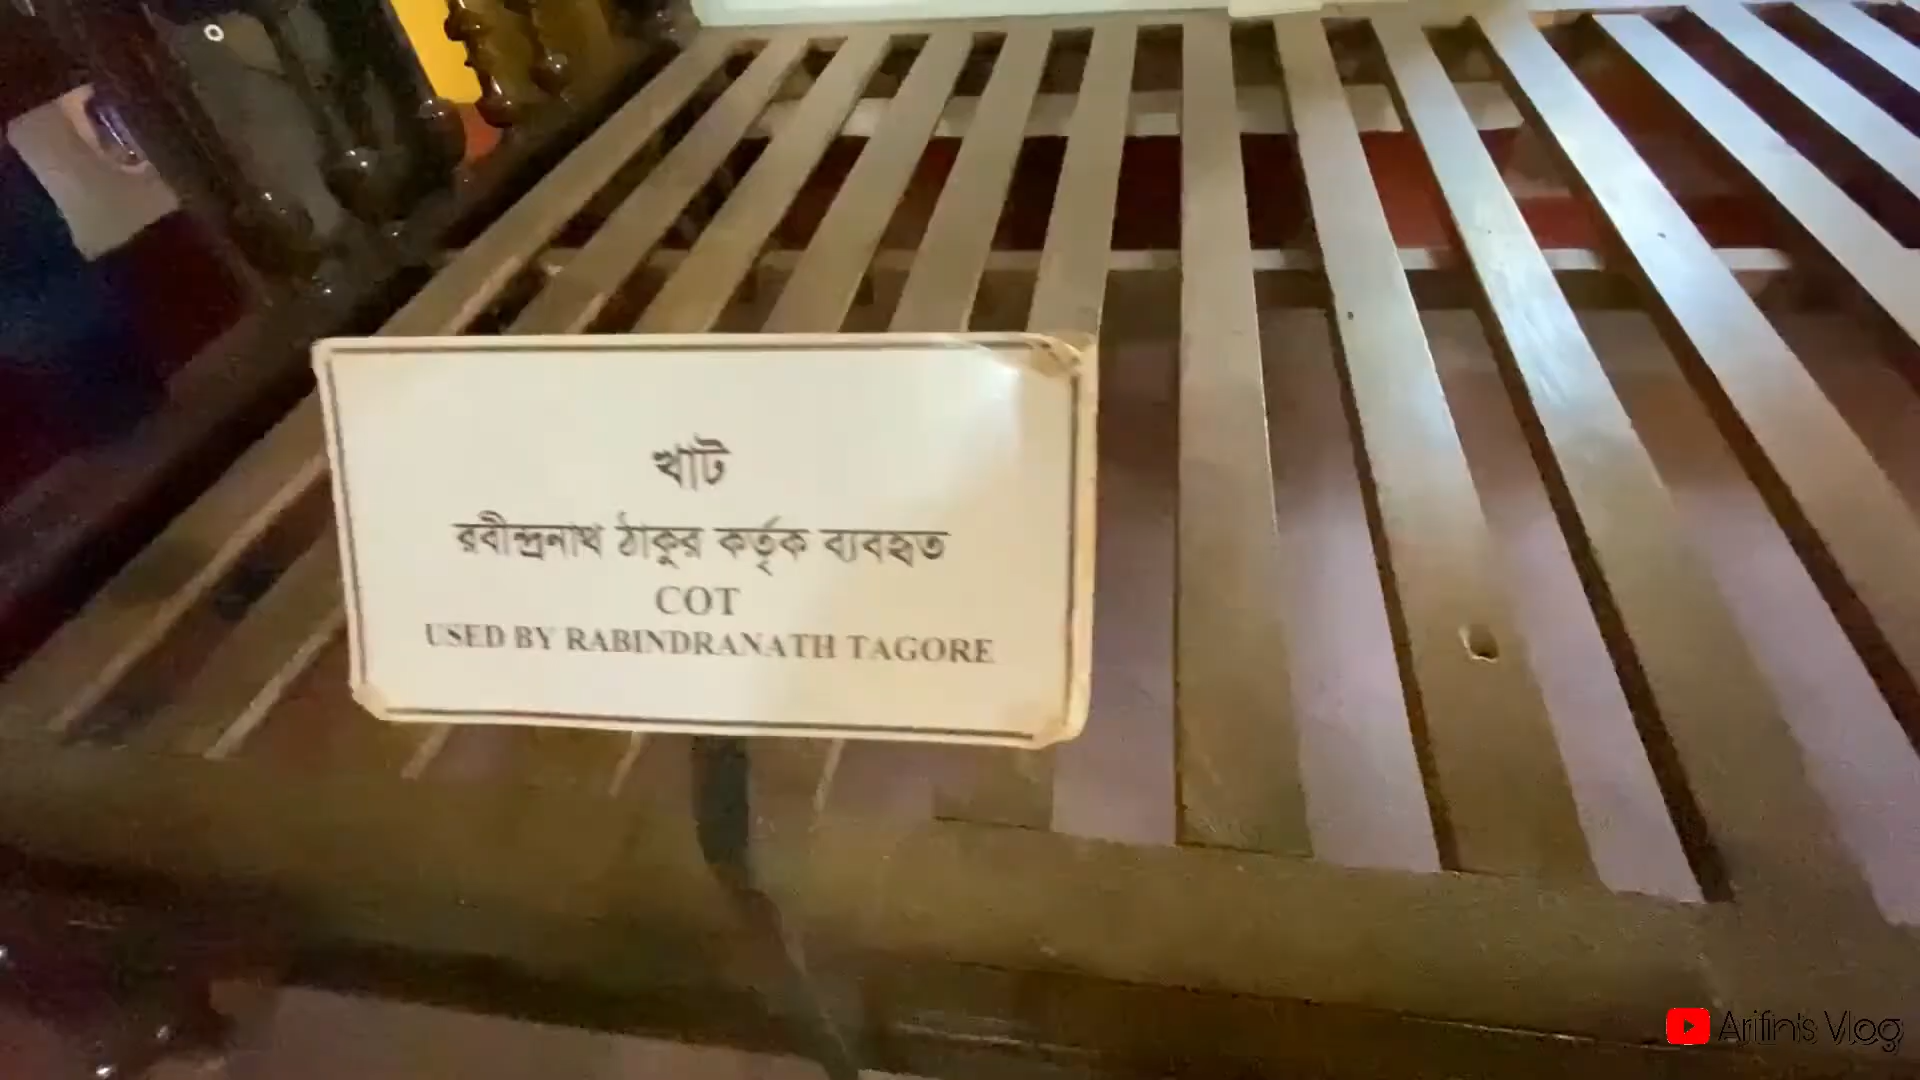 খাট
রবীন্দ্রনাথ ঠাকুর কর্তৃক ব্যবহৃত
COT
USED BY RABINDRANATH TAGORE
Arifin's Vlog